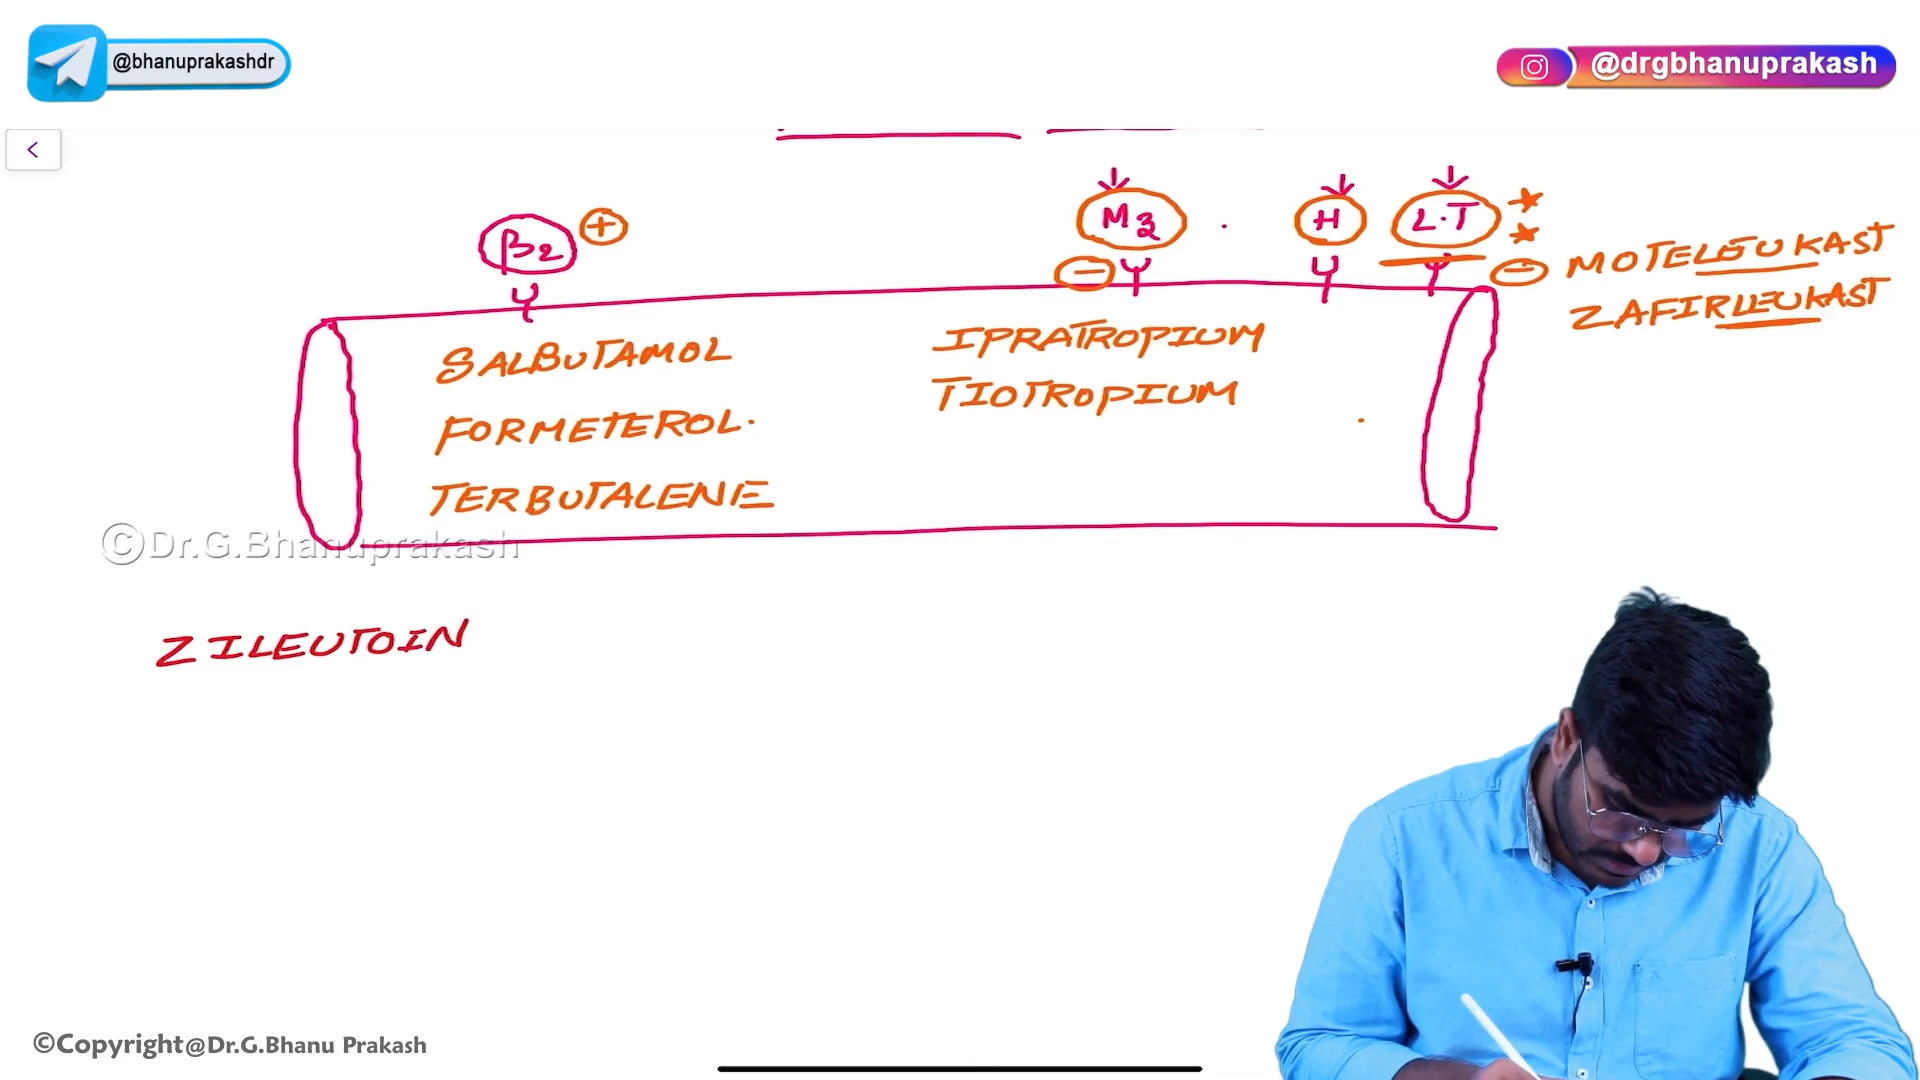 @bhanuprakashdr
@drgbhanuprakash
β2 +
M3
H
L.T
−
−
MOTELEUKAST
ZAFIRLEUKAST
SALBUTAMOL
FORMETEROL.
TERBUTALENE
IPRATROPIUM
TIOTROPIUM
©Dr.G.Bhanuprakash
ZILEUTOIN
©Copyright@Dr.G.Bhanu Prakash